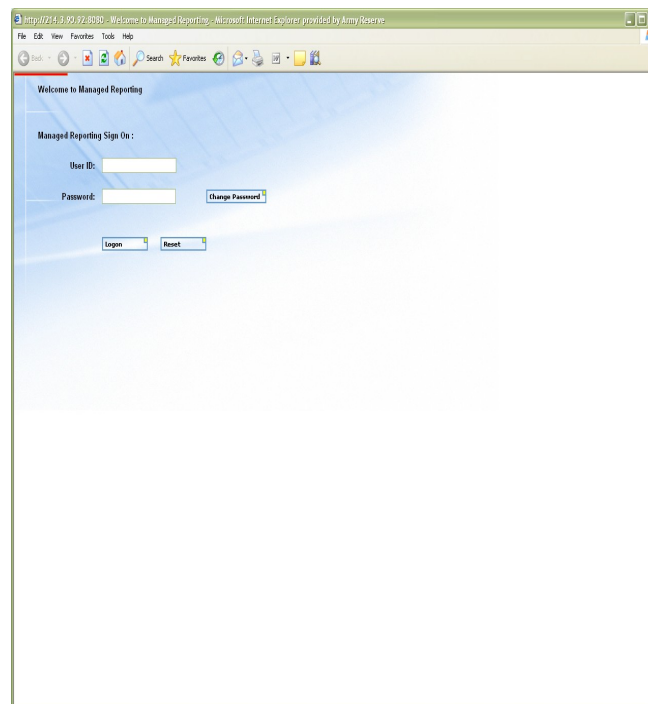 http://214.3.93.92:8080 - Welcome to Managed Reporting - Microsoft Internet Explorer provided by Army Reserve
File Edit View Favorites Tools Help
Back Search Favorites
Welcome to Managed Reporting
Managed Reporting Sign On :
User ID:
Password: Change Password
Logon Reset